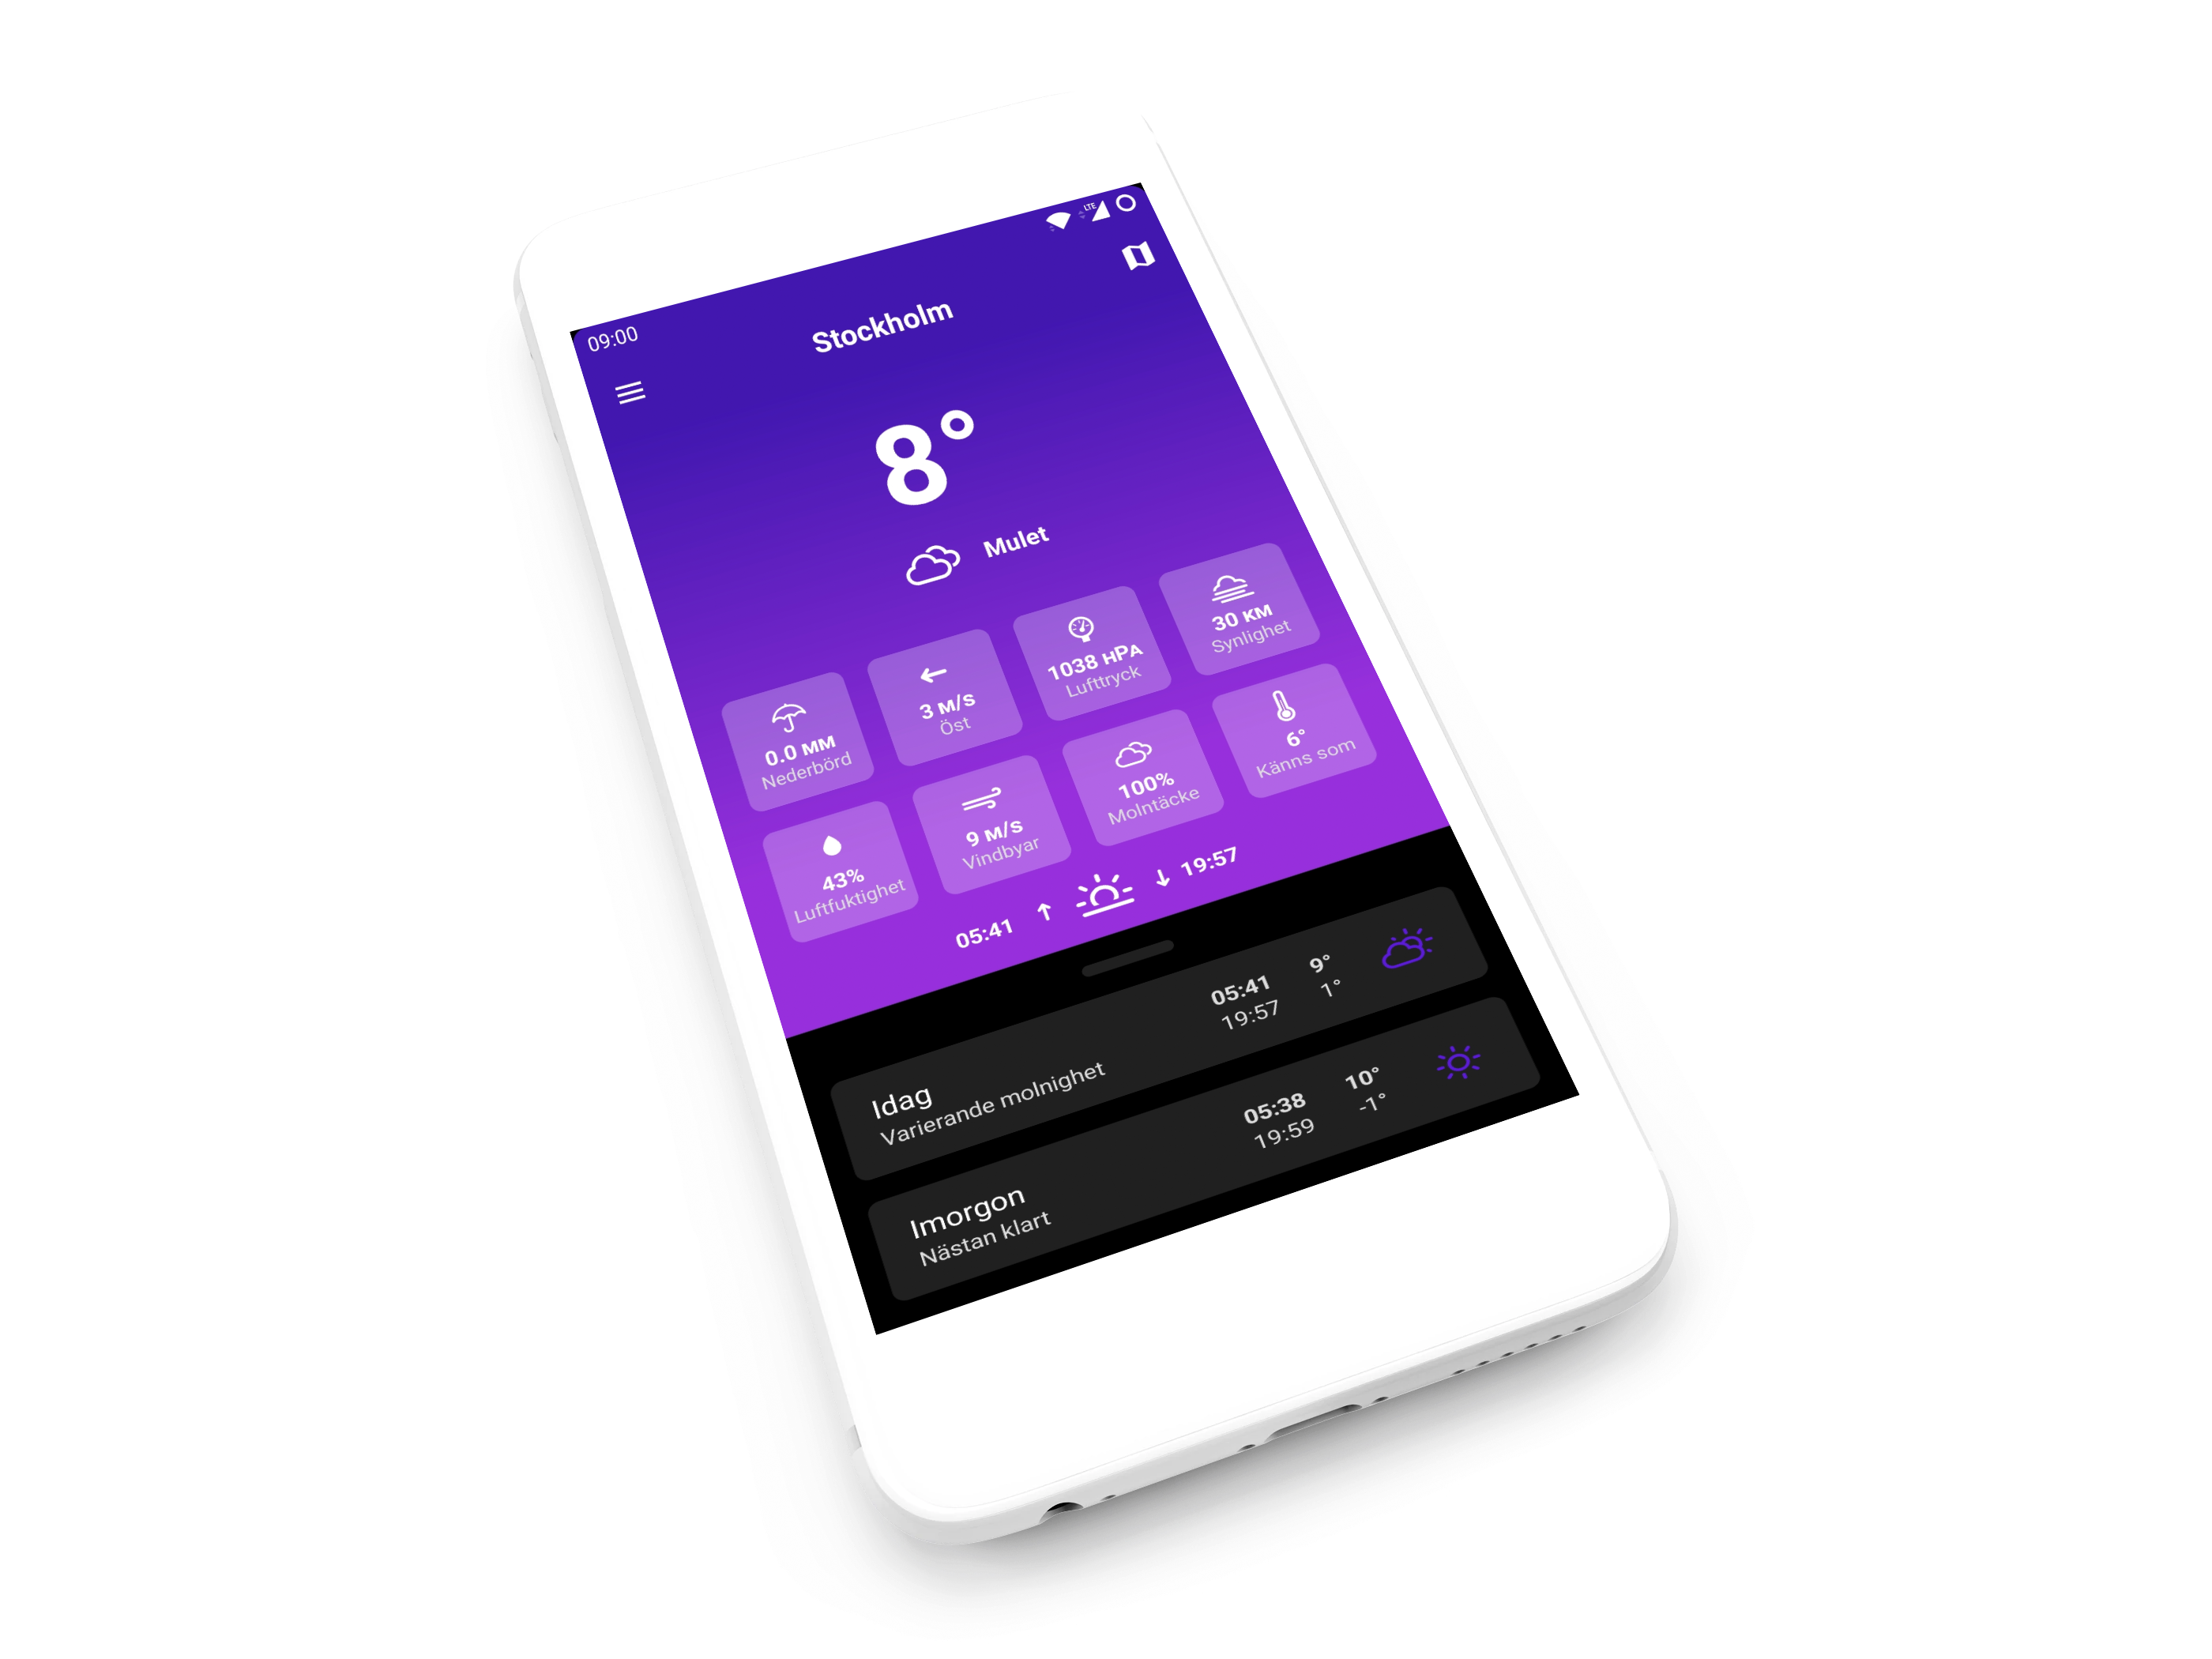 09:00
LTE
Stockholm
8°
Mulet
0.0 MM
Nederbörd
3 M/S
Öst
1038 HPA
Lufttryck
30 KM
Synlighet
43%
Luftfuktighet
9 M/S
Vindbyar
100%
Molntäcke
6°
Känns som
05:41
19:57
Idag
Varierande molnighet
05:41
19:57
9°
1°
Imorgon
Nästan klart
05:38
19:59
10°
-1°